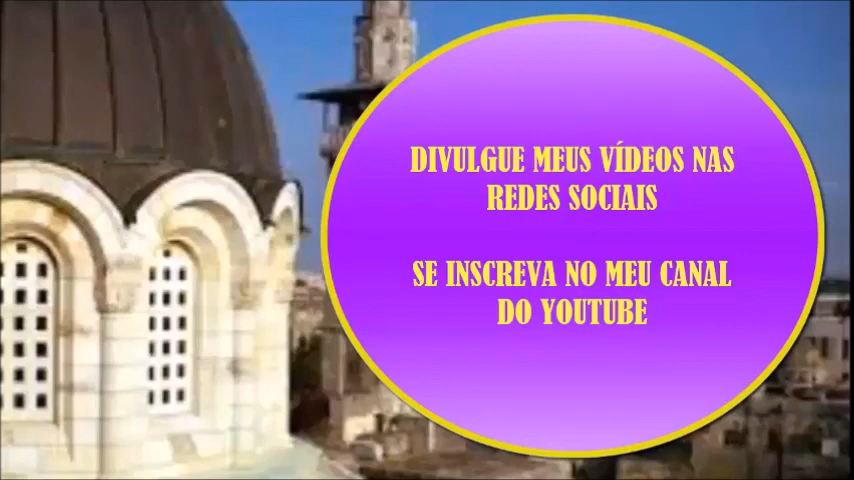 DIVULGUE MEUS VÍDEOS NAS
REDES SOCIAIS
SE INSCREVA NO MEU CANAL
DO YOUTUBE